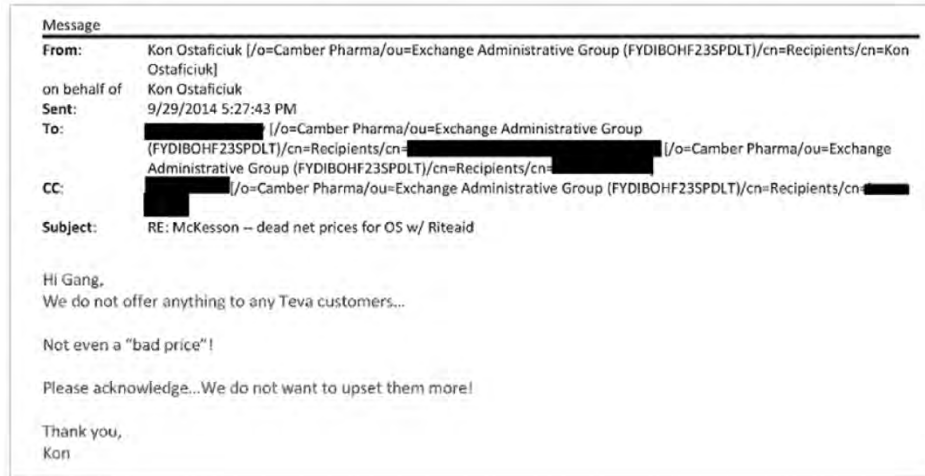 Message
From: Kon Ostaficiuk [/o=Camber Pharma/ou=Exchange Administrative Group (FYDIBOHF23SPDLT)/cn=Recipients/cn=Kon
Ostaficiuk]
on behalf of Kon Ostaficiuk
Sent: 9/29/2014 5:27:43 PM
To: [/o=Camber Pharma/ou=Exchange Administrative Group
(FYDIBOHF23SPDLT)/cn=Recipients/cn= [/o=Camber Pharma/ou=Exchange
Administrative Group (FYDIBOHF23SPDLT)/cn=Recipients/cn=
CC: [/o=Camber Pharma/ou=Exchange Administrative Group (FYDIBOHF23SPDLT)/cn=Recipients/cn=
Subject: RE: McKesson -- dead net prices for OS w/ Riteaid
Hi Gang,
We do not offer anything to any Teva customers...
Not even a "bad price"!
Please acknowledge...We do not want to upset them more!
Thank you,
Kon